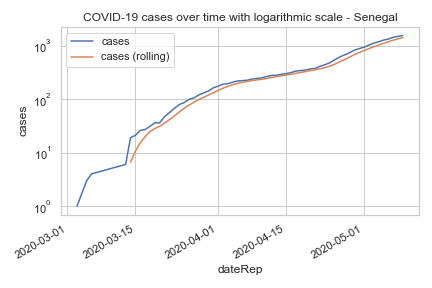 COVID-19 cases over time with logarithmic scale - Senegal
cases
cases (rolling)
10³
10²
10¹
10⁰
cases
2020-03-01
2020-03-15
2020-04-01
2020-04-15
2020-05-01
dateRep